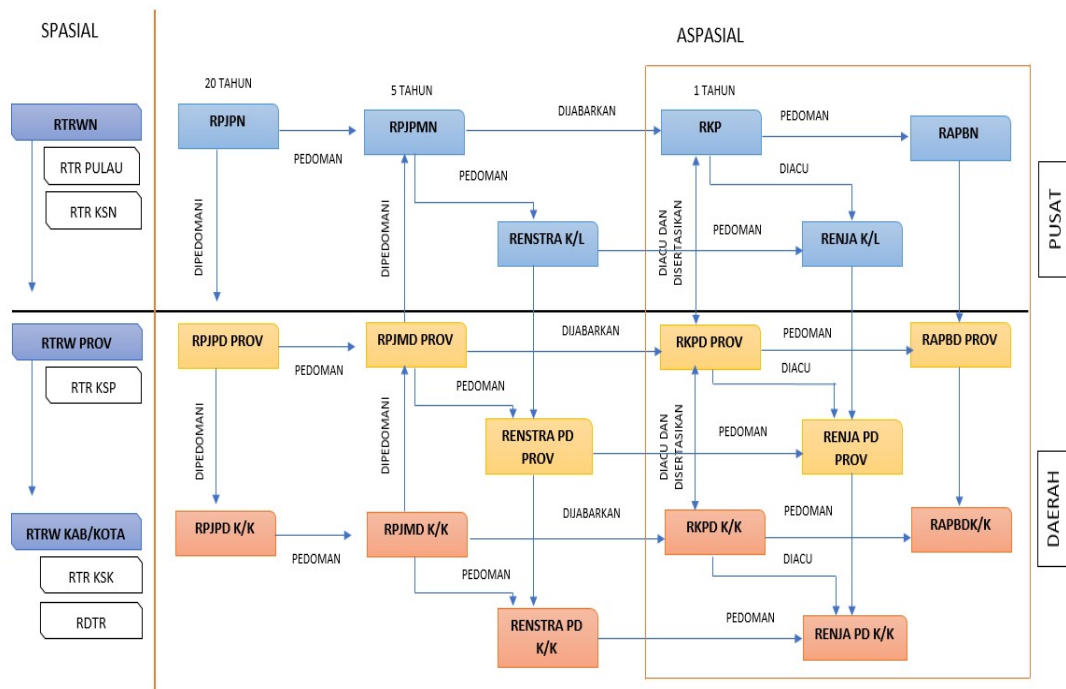 SPASIAL
ASPASIAL
20 TAHUN
5 TAHUN
1 TAHUN
RTRWN
RTR PULAU
RTR KSN
RPJPN
PEDOMAN
RPJPMN
DIJABARKAN
RKP
PEDOMAN
RAPBN
PEDOMAN
DIACU
RENSTRA K/L
PEDOMAN
RENJA K/L
DIPEDOMANI
DIPEDOMANI
DIACU DAN
DISERTASIKAN
PUSAT
RTRW PROV
RTR KSP
RPJPD PROV
PEDOMAN
RPJMD PROV
DIJABARKAN
RKPD PROV
PEDOMAN
RAPBD PROV
PEDOMAN
DIACU
RENSTRA PD
PROV
PEDOMAN
RENJA PD
PROV
DIPEDOMANI
DIPEDOMANI
DIACU DAN
DISERTASIKAN
DAERAH
RTRW KAB/KOTA
RTR KSK
RDTR
RPJPD K/K
PEDOMAN
RPJMD K/K
DIJABARKAN
RKPD K/K
PEDOMAN
RAPBDK/K
PEDOMAN
DIACU
RENSTRA PD
K/K
PEDOMAN
RENJA PD K/K